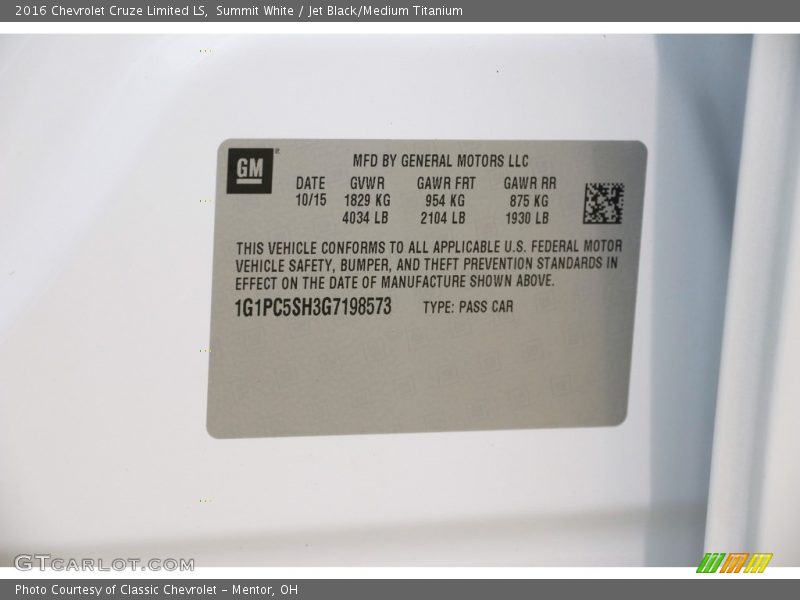 2016 Chevrolet Cruze Limited LS, Summit White / Jet Black/Medium Titanium
GM
MFD BY GENERAL MOTORS LLC
DATE GVWR GAWR FRT GAWR RR
10/15 1829 KG 954 KG 875 KG
4034 LB 2104 LB 1930 LB
THIS VEHICLE CONFORMS TO ALL APPLICABLE U.S. FEDERAL MOTOR
VEHICLE SAFETY, BUMPER, AND THEFT PREVENTION STANDARDS IN
EFFECT ON THE DATE OF MANUFACTURE SHOWN ABOVE.
1G1PC5SH3G7198573 TYPE: PASS CAR
GTCARLOT.COM
Photo Courtesy of Classic Chevrolet - Mentor, OH